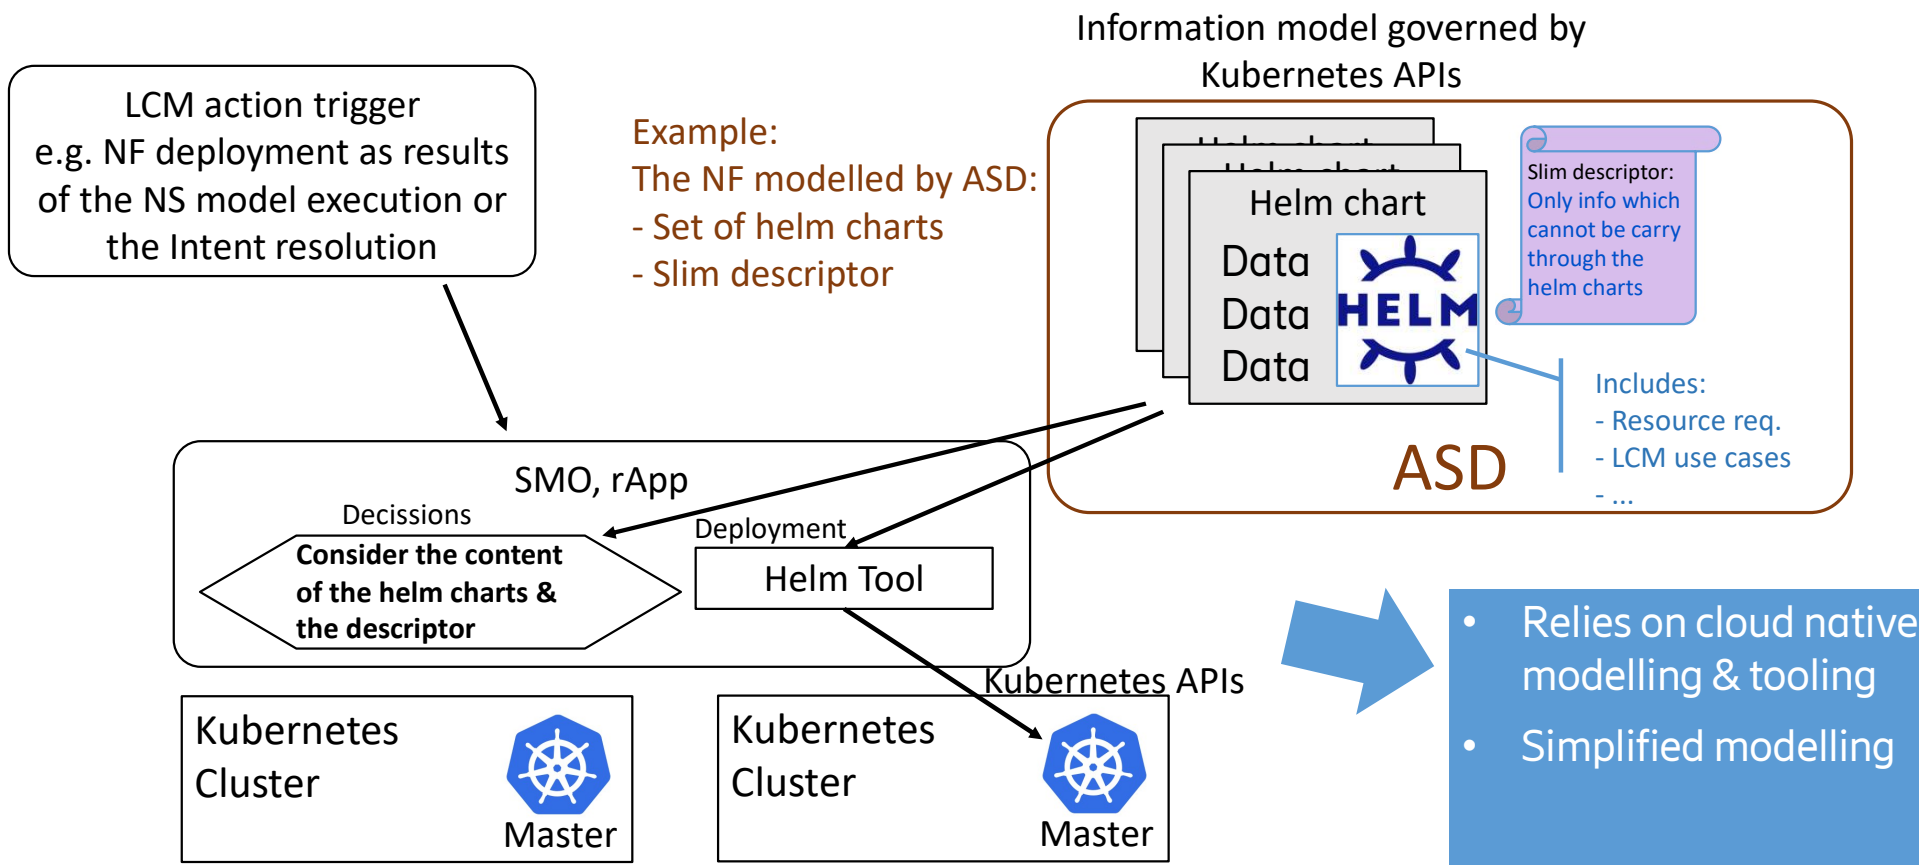 Information model governed by
Kubernetes APIs
LCM action trigger
e.g. NF deployment as results
of the NS model execution or
the Intent resolution
Example:
The NF modelled by ASD:
- Set of helm charts
- Slim descriptor
Helm chart
Helm chart
Helm chart
Data
Data
Data
HELM
Slim descriptor:
Only info which
cannot be carry
through the
helm charts
Includes:
- Resource req.
- LCM use cases
- ...
ASD
SMO, rApp
Decissions
Consider the content
of the helm charts &
the descriptor
Deployment
Helm Tool
Kubernetes APIs
Kubernetes
Cluster
Master
Kubernetes
Cluster
Master
• Relies on cloud native
modelling & tooling
• Simplified modelling